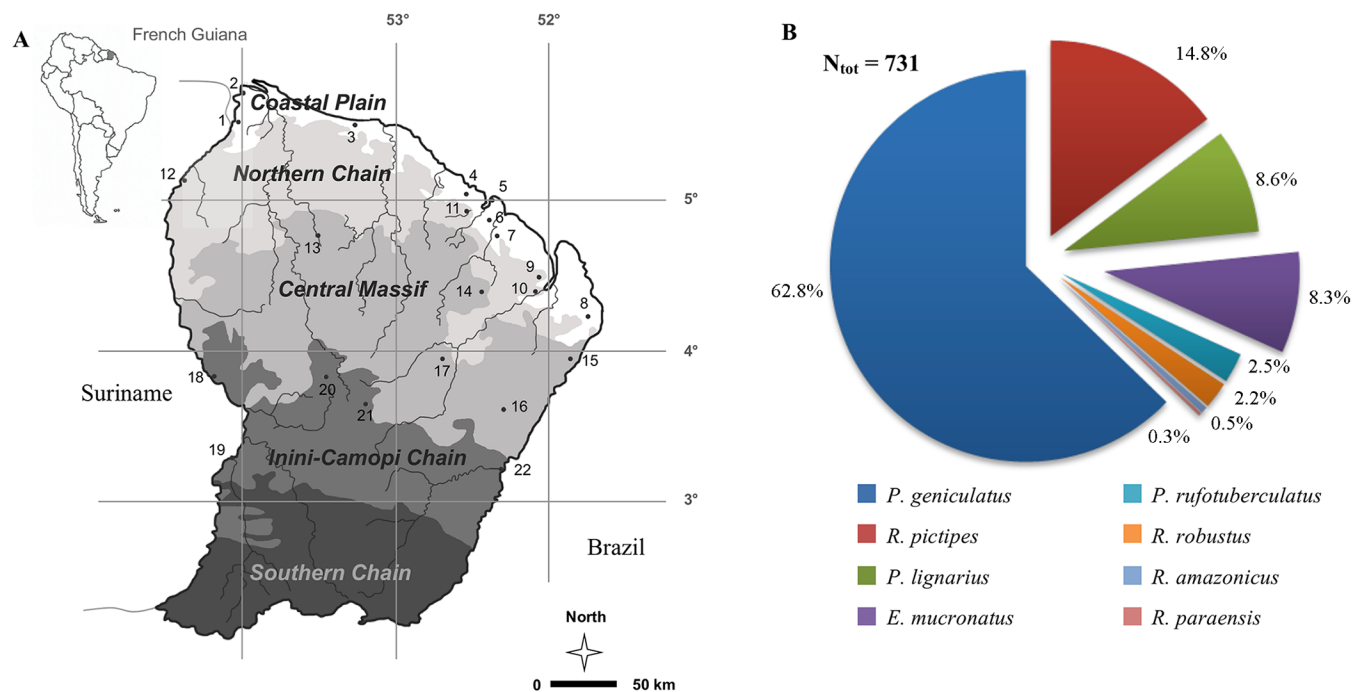 A
French Guiana
53°
52°
2
Coastal Plain
1
3
12
Northern Chain
4
5
5°
11
6
13
7
9
Central Massif
14
10
8
4°
15
18
20
17
Suriname
21
16
19
Inini-Camopi Chain
22
3°
Brazil
Southern Chain
North
0
50 km
B
Ntot = 731
14.8%
8.6%
62.8%
8.3%
2.5%
2.2%
0.5%
0.3%
P. geniculatus
R. pictipes
P. lignarius
E. mucronatus
P. rufotuberculatus
R. robustus
R. amazonicus
R. paraensis